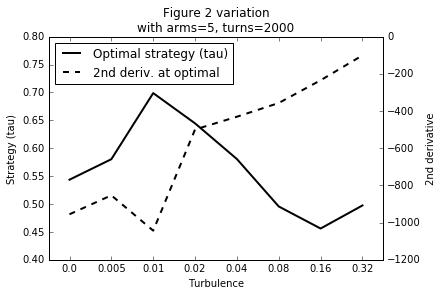 Figure 2 variation
with arms=5, turns=2000
Optimal strategy (tau)
2nd deriv. at optimal
Strategy (tau)
0.80
0.75
0.70
0.65
0.60
0.55
0.50
0.45
0.40
0
−200
−400
−600
−800
−1000
−1200
2nd derivative
0.0 0.005 0.01 0.02 0.04 0.08 0.16 0.32
Turbulence